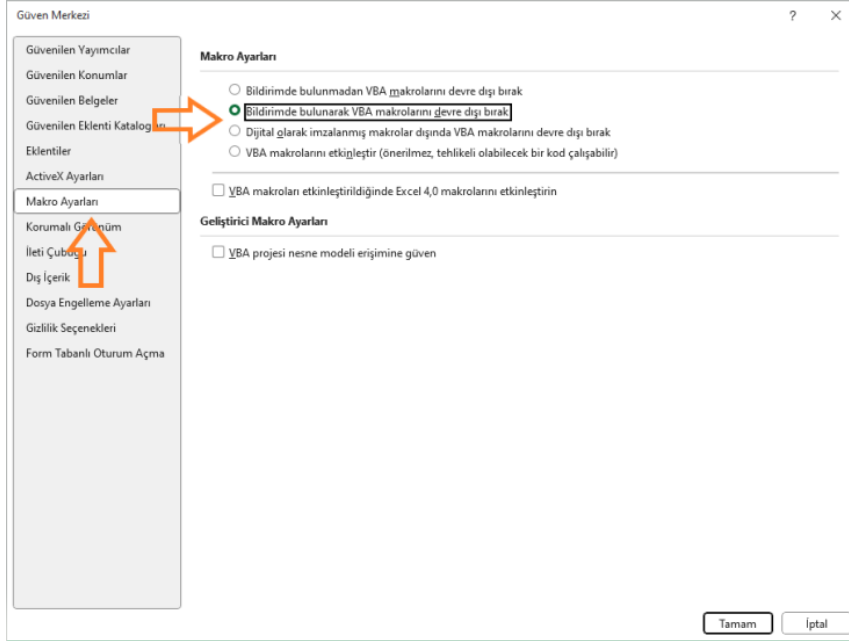 Güven Merkezi
Güvenilen Yayımcılar
Güvenilen Konumlar
Güvenilen Belgeler
Güvenilen Eklenti Katalogları
Eklentiler
ActiveX Ayarları
Makro Ayarları
Korumalı Görünüm
İleti Çubuğu
Dış İçerik
Dosya Engelleme Ayarları
Gizlilik Seçenekleri
Form Tabanlı Oturum Açma
Makro Ayarları
Bildirimde bulunmadan VBA makrolarını devre dışı bırak
Bildirimde bulunarak VBA makrolarını devre dışı bırak
Dijital olarak imzalanmış makrolar dışında VBA makrolarını devre dışı bırak
VBA makrolarını etkinleştir (önerilmez, tehlikeli olabilecek bir kod çalışabilir)
VBA makroları etkinleştirildiğinde Excel 4,0 makrolarını etkinleştirin
Geliştirici Makro Ayarları
VBA projesi nesne modeli erişimine güven
Tamam
İptal